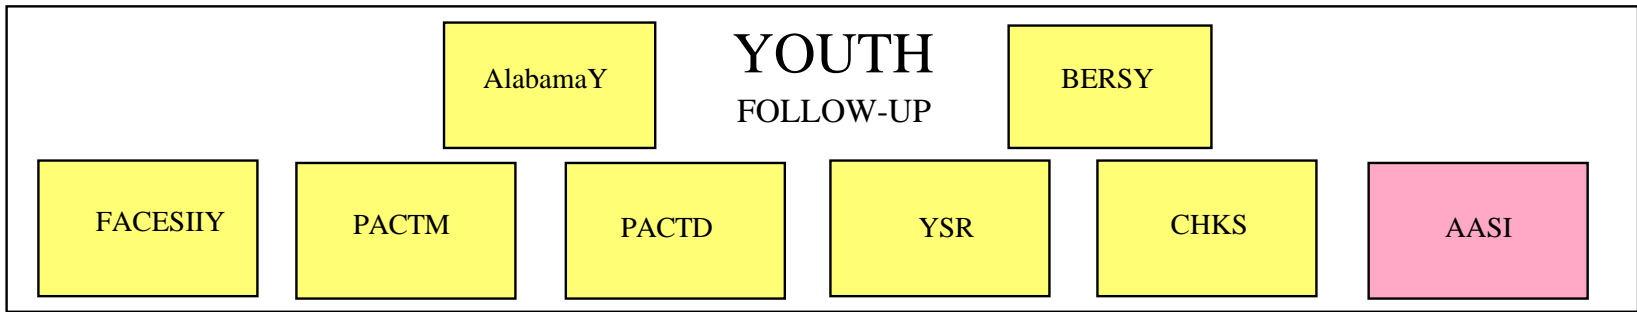 YOUTH
FOLLOW-UP
AlabamaY
BERSY
FACESIIY
PACTM
PACTD
YSR
CHKS
AASI